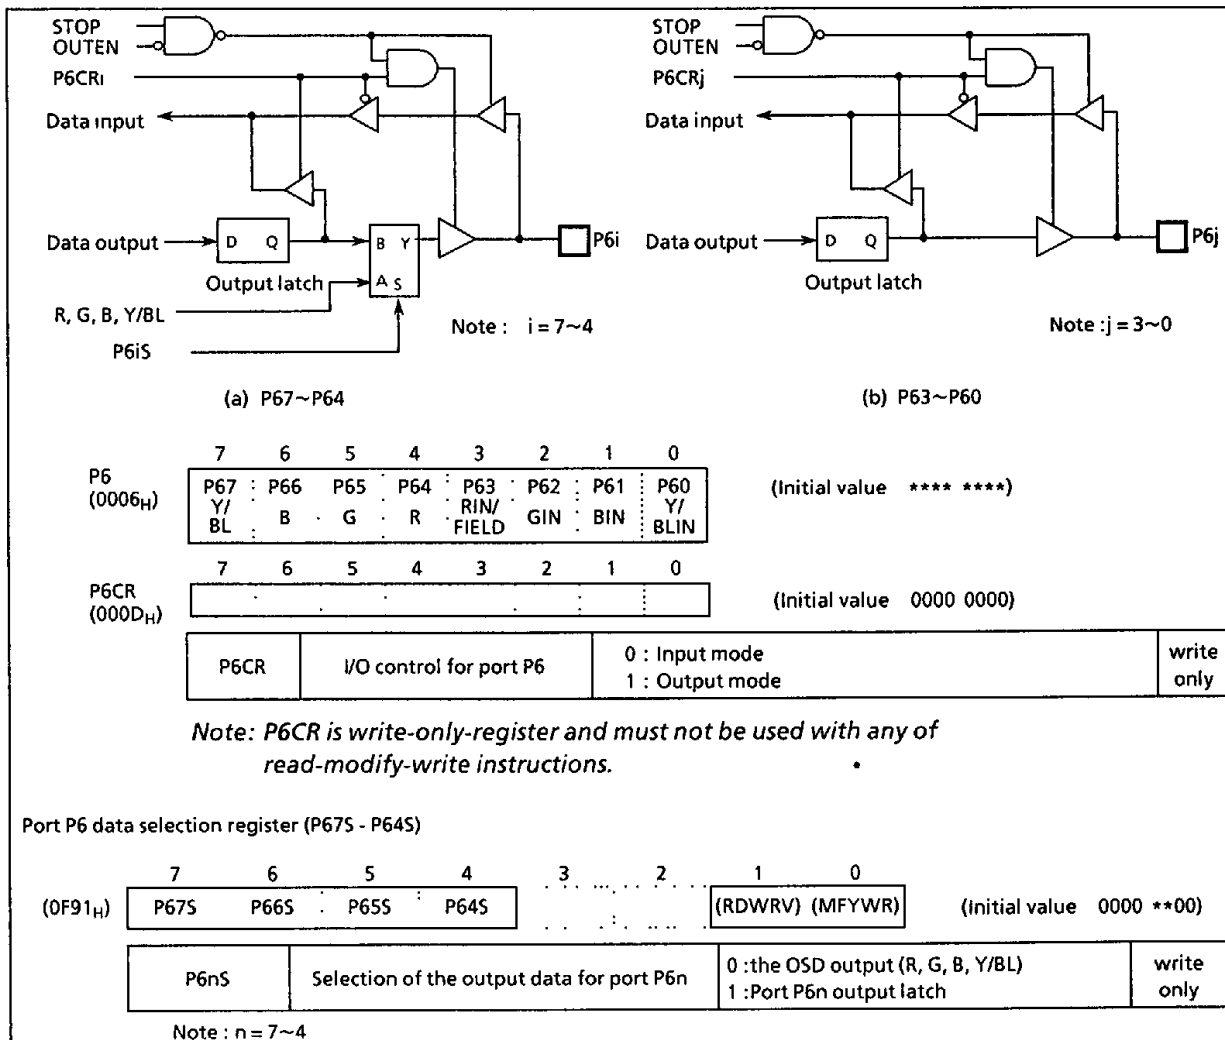 STOP
OUTEN
P6CRi
Data input
Data output
D Q
Output latch
B Y
A S
R, G, B, Y/BL
P6iS
P6i
Note : i = 7~4
(a) P67~P64
STOP
OUTEN
P6CRj
Data input
Data output
D Q
Output latch
P6j
Note :j = 3~0
(b) P63~P60
7 6 5 4 3 2 1 0
P6
(0006H)
P67 P66 P65 P64 P63 P62 P61 P60
Y/ BL B G R RIN/ FIELD GIN BIN Y/ BLIN
(Initial value **** ****)
7 6 5 4 3 2 1 0
P6CR
(000DH)
(Initial value 0000 0000)
P6CR
I/O control for port P6
0 : Input mode
1 : Output mode
write
only
Note: P6CR is write-only-register and must not be used with any of
read-modify-write instructions.
Port P6 data selection register (P67S - P64S)
7 6 5 4 3 2 1 0
(0F91H)
P67S P66S P65S P64S (RDWRV) (MFYWR)
(Initial value 0000 **00)
P6nS
Selection of the output data for port P6n
0 :the OSD output (R, G, B, Y/BL)
1 :Port P6n output latch
write
only
Note : n = 7~4